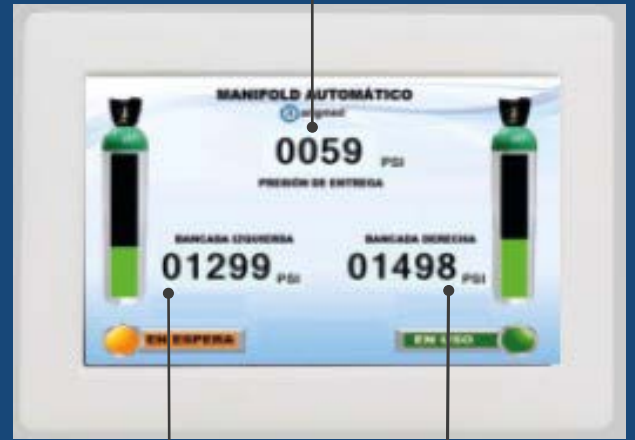 MANIFOLD AUTOMÁTICO
0059 PSI
PRESIÓN DE ENTREGA
BANCADA IZQUIERDA
BANCADA DERECHA
01299 PSI
01498 PSI
EN ESPERA
EN USO